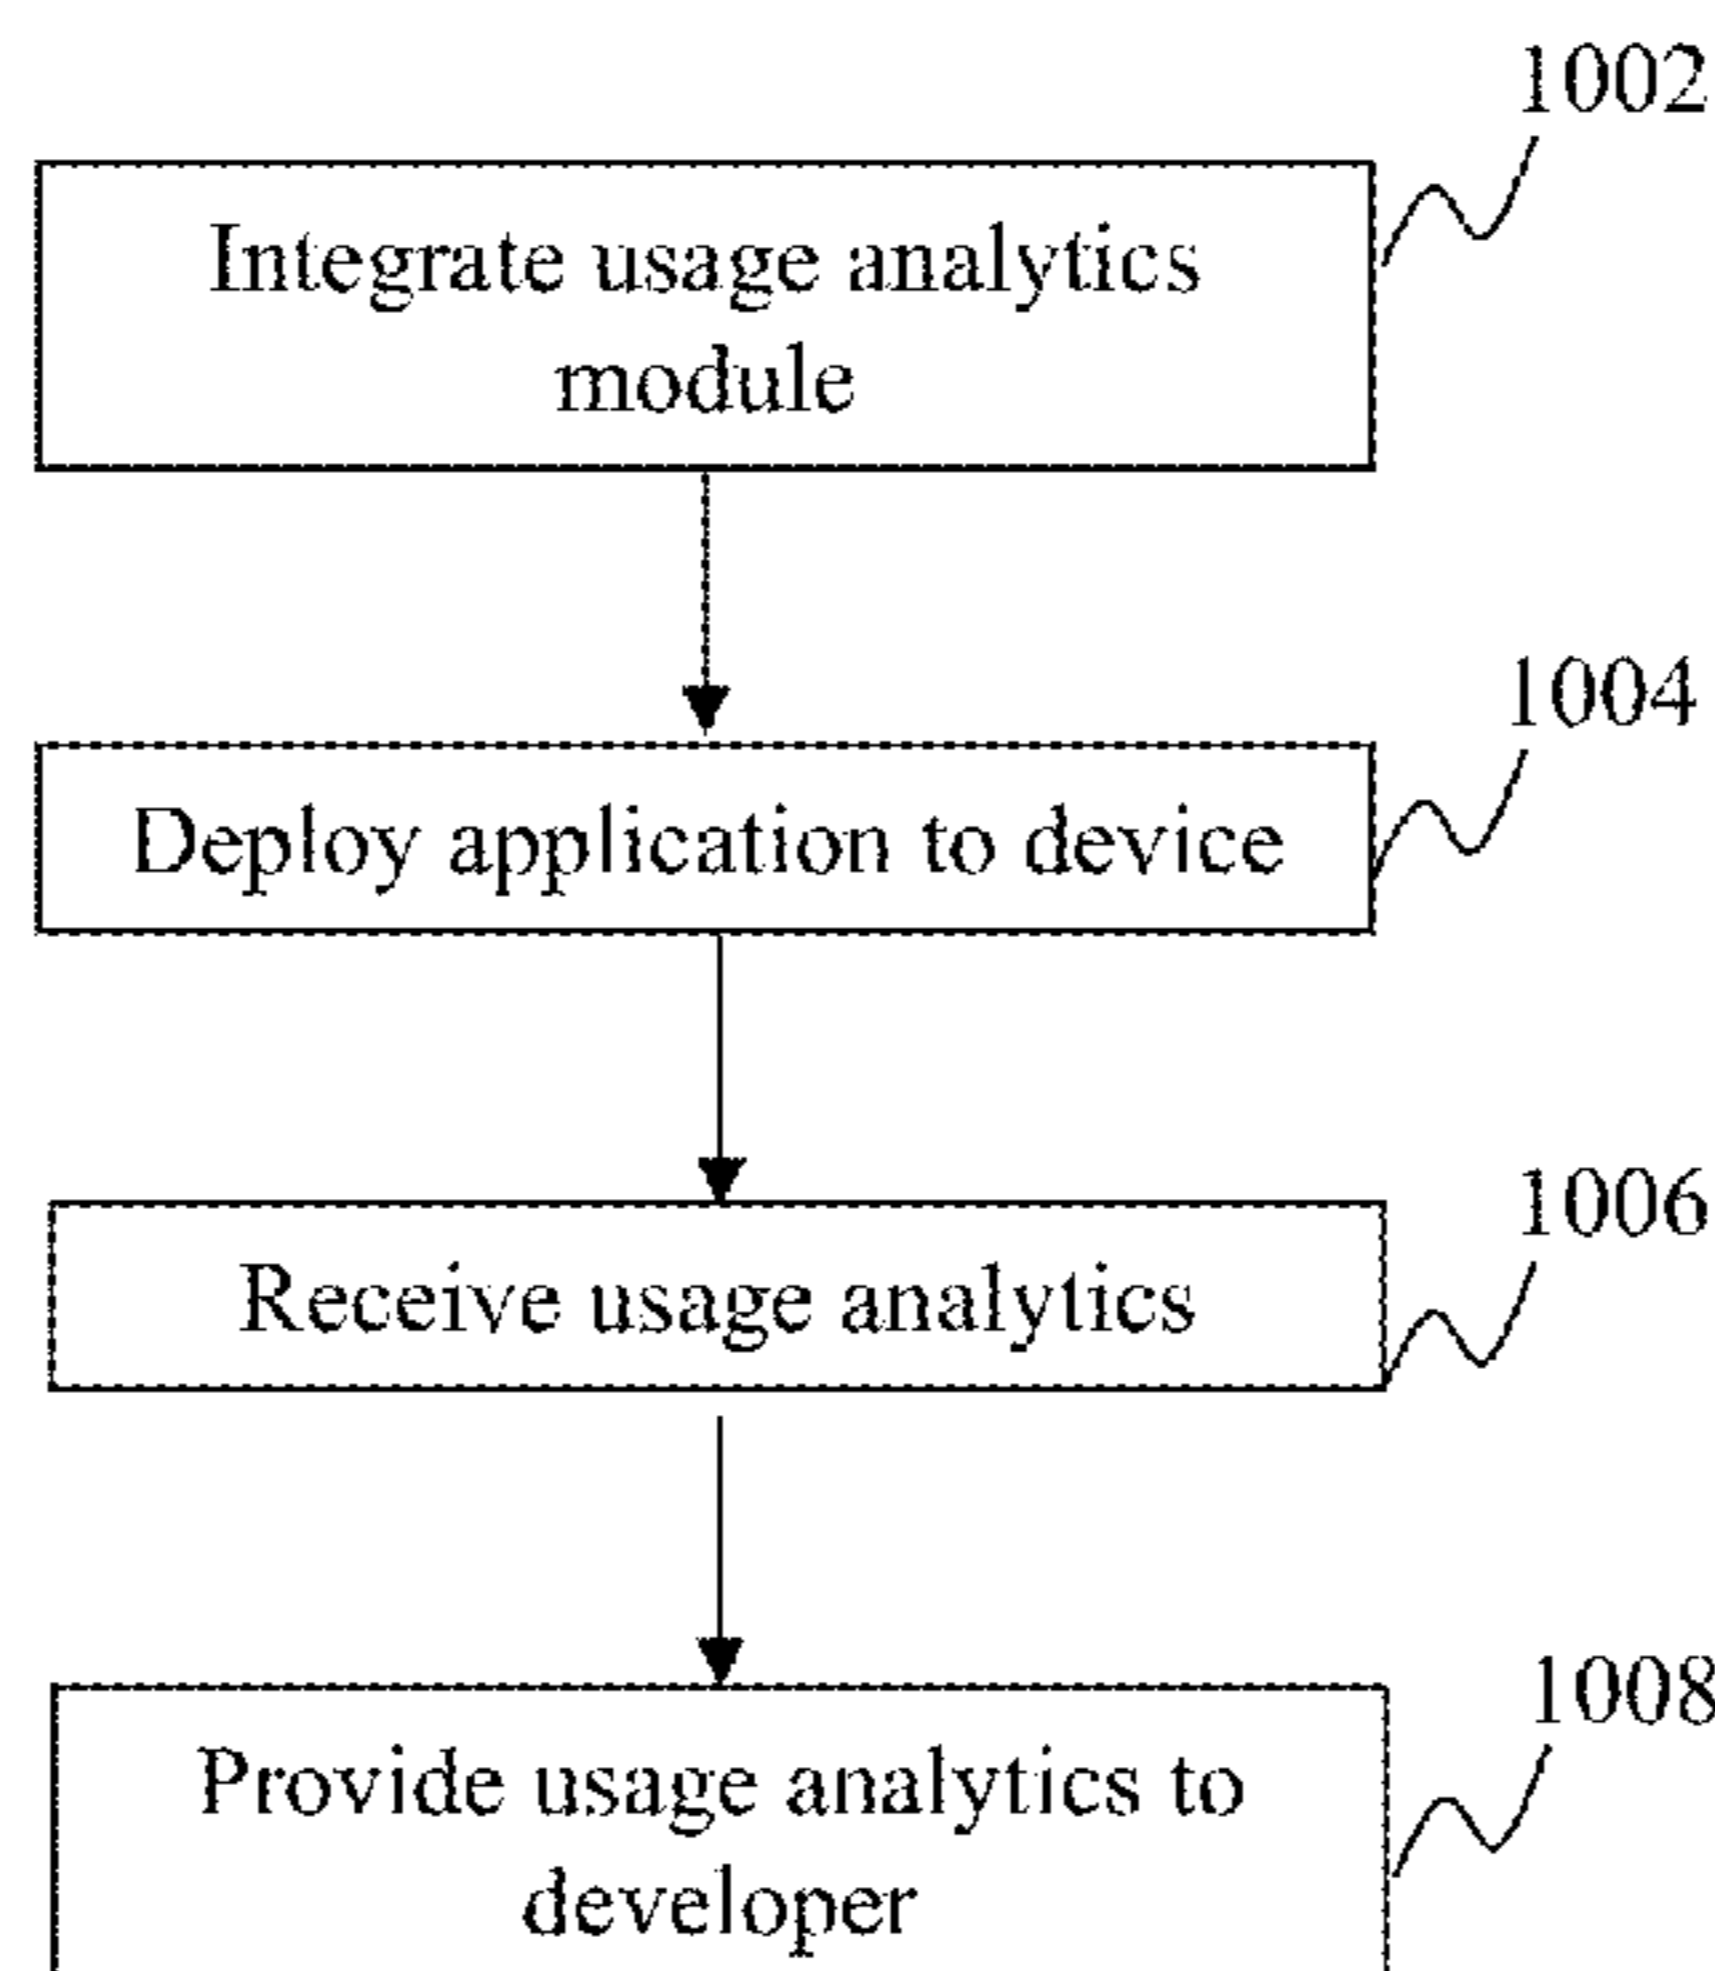 1002
Integrate usage analytics
module
1004
Deploy application to device
1006
Receive usage analytics
1008
Provide usage analytics to
developer